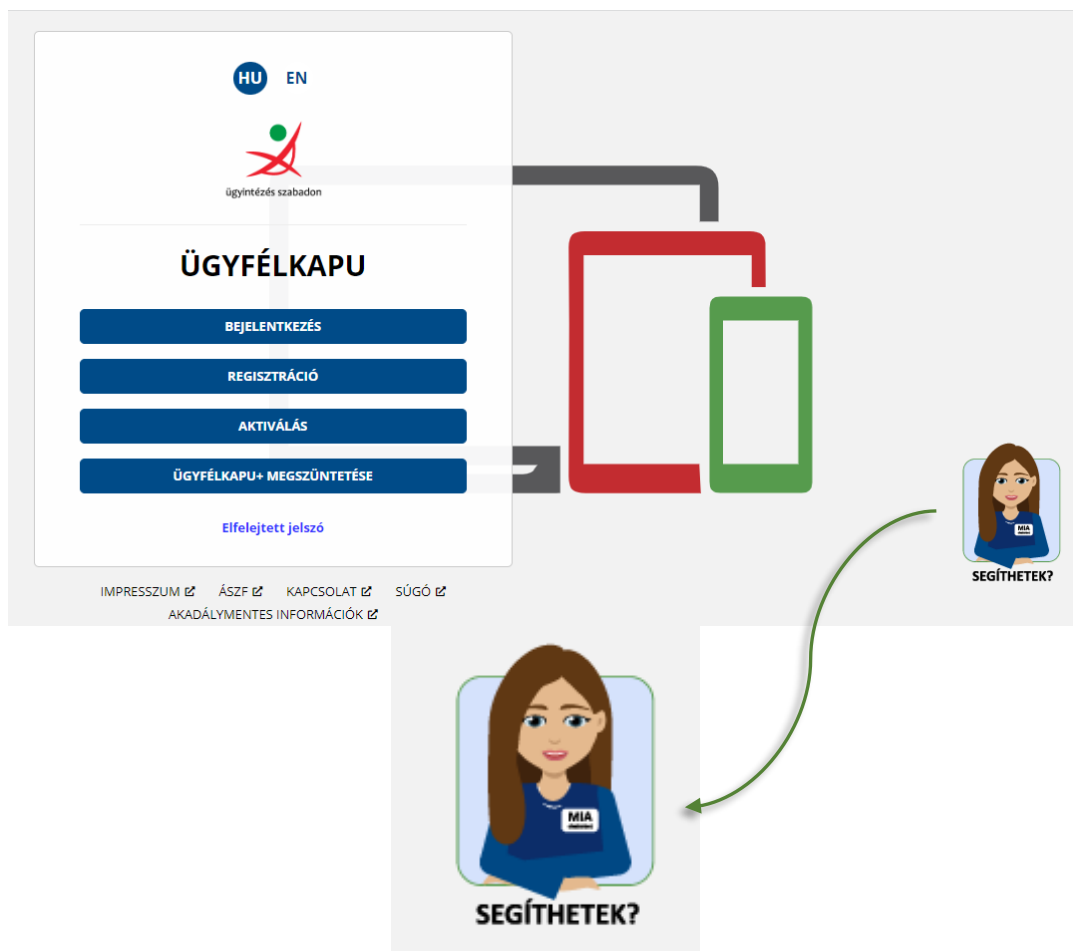 HU EN
ügyintézés szabadon
ÜGYFÉLKAPU
BEJELENTKEZÉS
REGISZTRÁCIÓ
AKTIVÁLÁS
ÜGYFÉLKAPU+ MEGSZÜNTETÉSE
Elfelejtett jelszó
IMPRESSZUM ÁSZF KAPCSOLAT SÚGÓ
AKADÁLYMENTES INFORMÁCIÓK
MIA
SEGÍTHETEK?
MIA
SEGÍTHETEK?